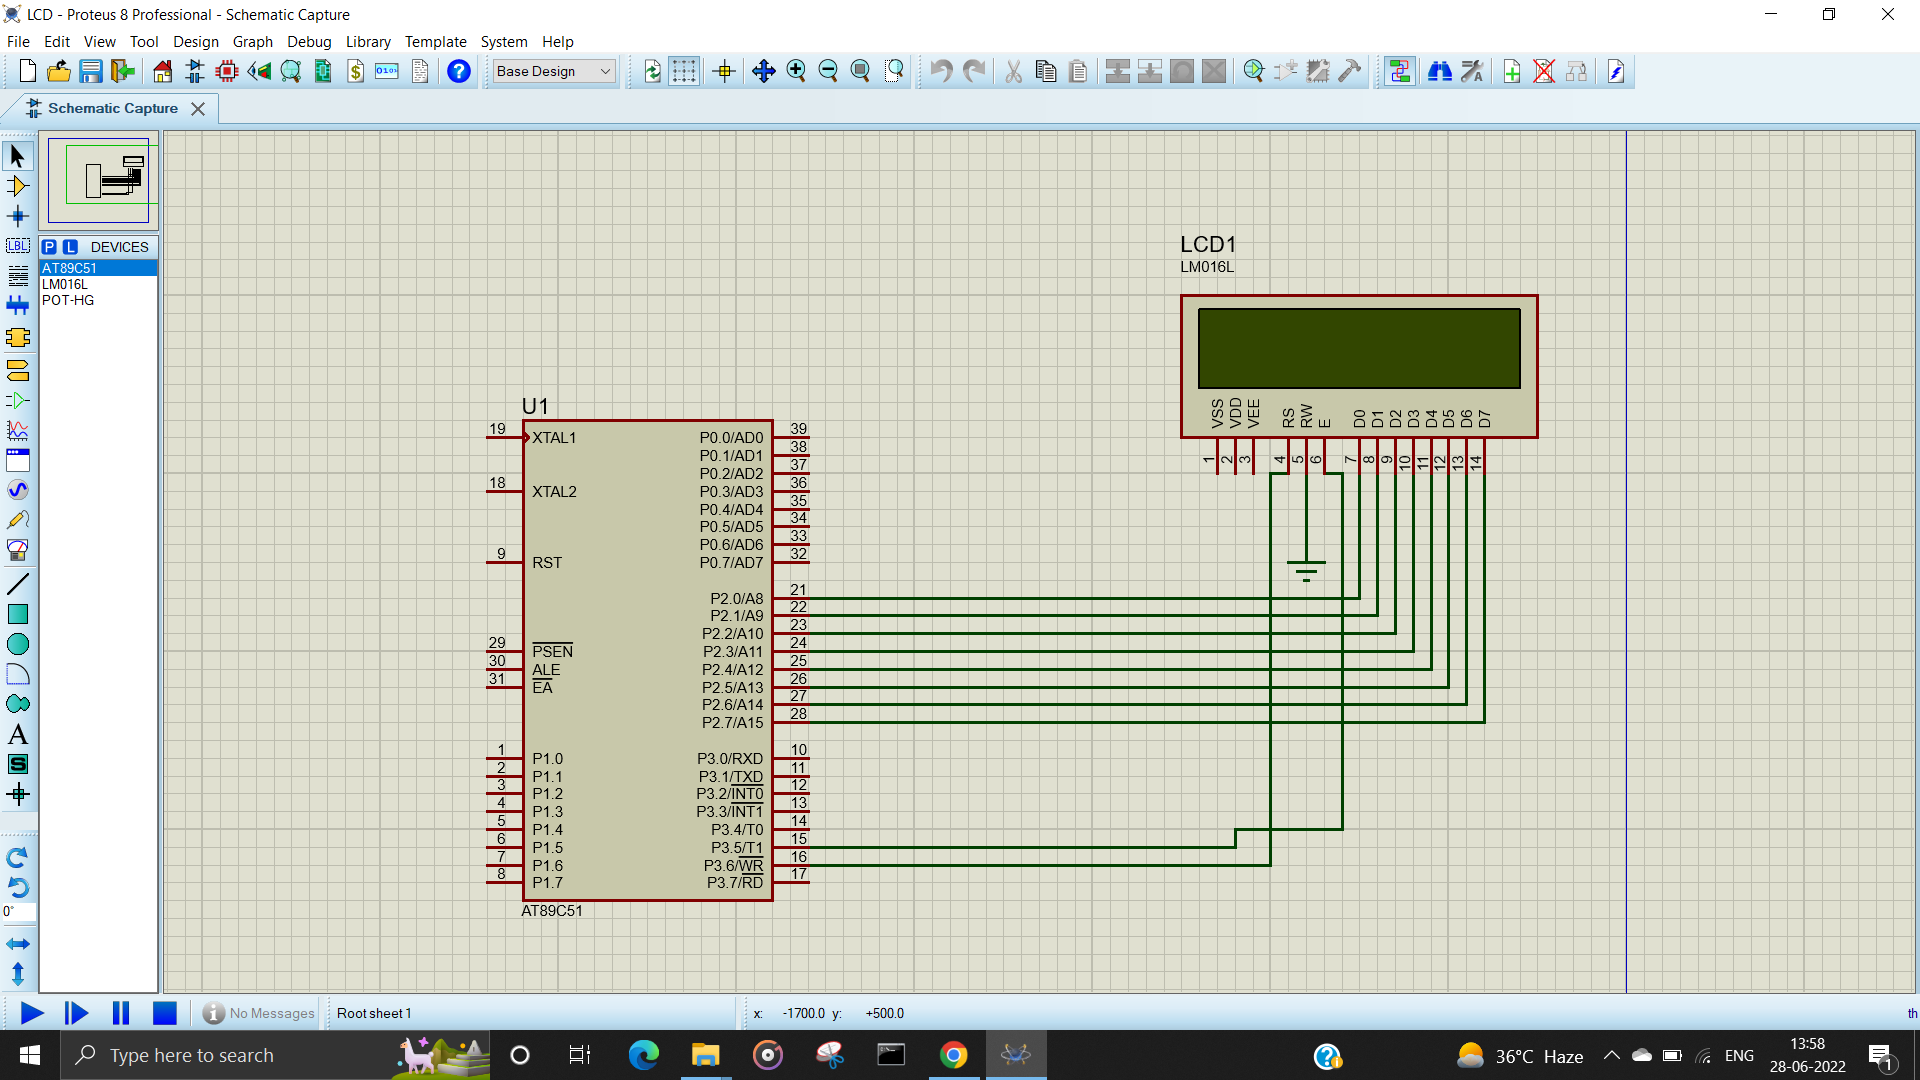 LCD - Proteus 8 Professional - Schematic Capture
File Edit View Tool Design Graph Debug Library Template System Help
Base Design
Schematic Capture
P L DEVICES
AT89C51
LM016L
POT-HG
LBL
A
S
0°
LCD1
LM016L
VSS VDD VEE RS RW E D0 D1 D2 D3 D4 D5 D6 D7
1 2 3 4 5 6 7 8 9 10 11 12 13 14
U1
19 XTAL1 P0.0/AD0 39
P0.1/AD1 38
P0.2/AD2 37
18 XTAL2 P0.3/AD3 36
P0.4/AD4 35
P0.5/AD5 34
P0.6/AD6 33
9 RST P0.7/AD7 32
P2.0/A8 21
P2.1/A9 22
P2.2/A10 23
29 PSEN P2.3/A11 24
30 ALE P2.4/A12 25
31 EA P2.5/A13 26
P2.6/A14 27
P2.7/A15 28
1 P1.0 P3.0/RXD 10
2 P1.1 P3.1/TXD 11
3 P1.2 P3.2/INT0 12
4 P1.3 P3.3/INT1 13
5 P1.4 P3.4/T0 14
6 P1.5 P3.5/T1 15
7 P1.6 P3.6/WR 16
8 P1.7 P3.7/RD 17
AT89C51
No Messages Root sheet 1 x: -1700.0 y: +500.0 th
Type here to search 36°C Haze ENG 13:58
28-06-2022 1